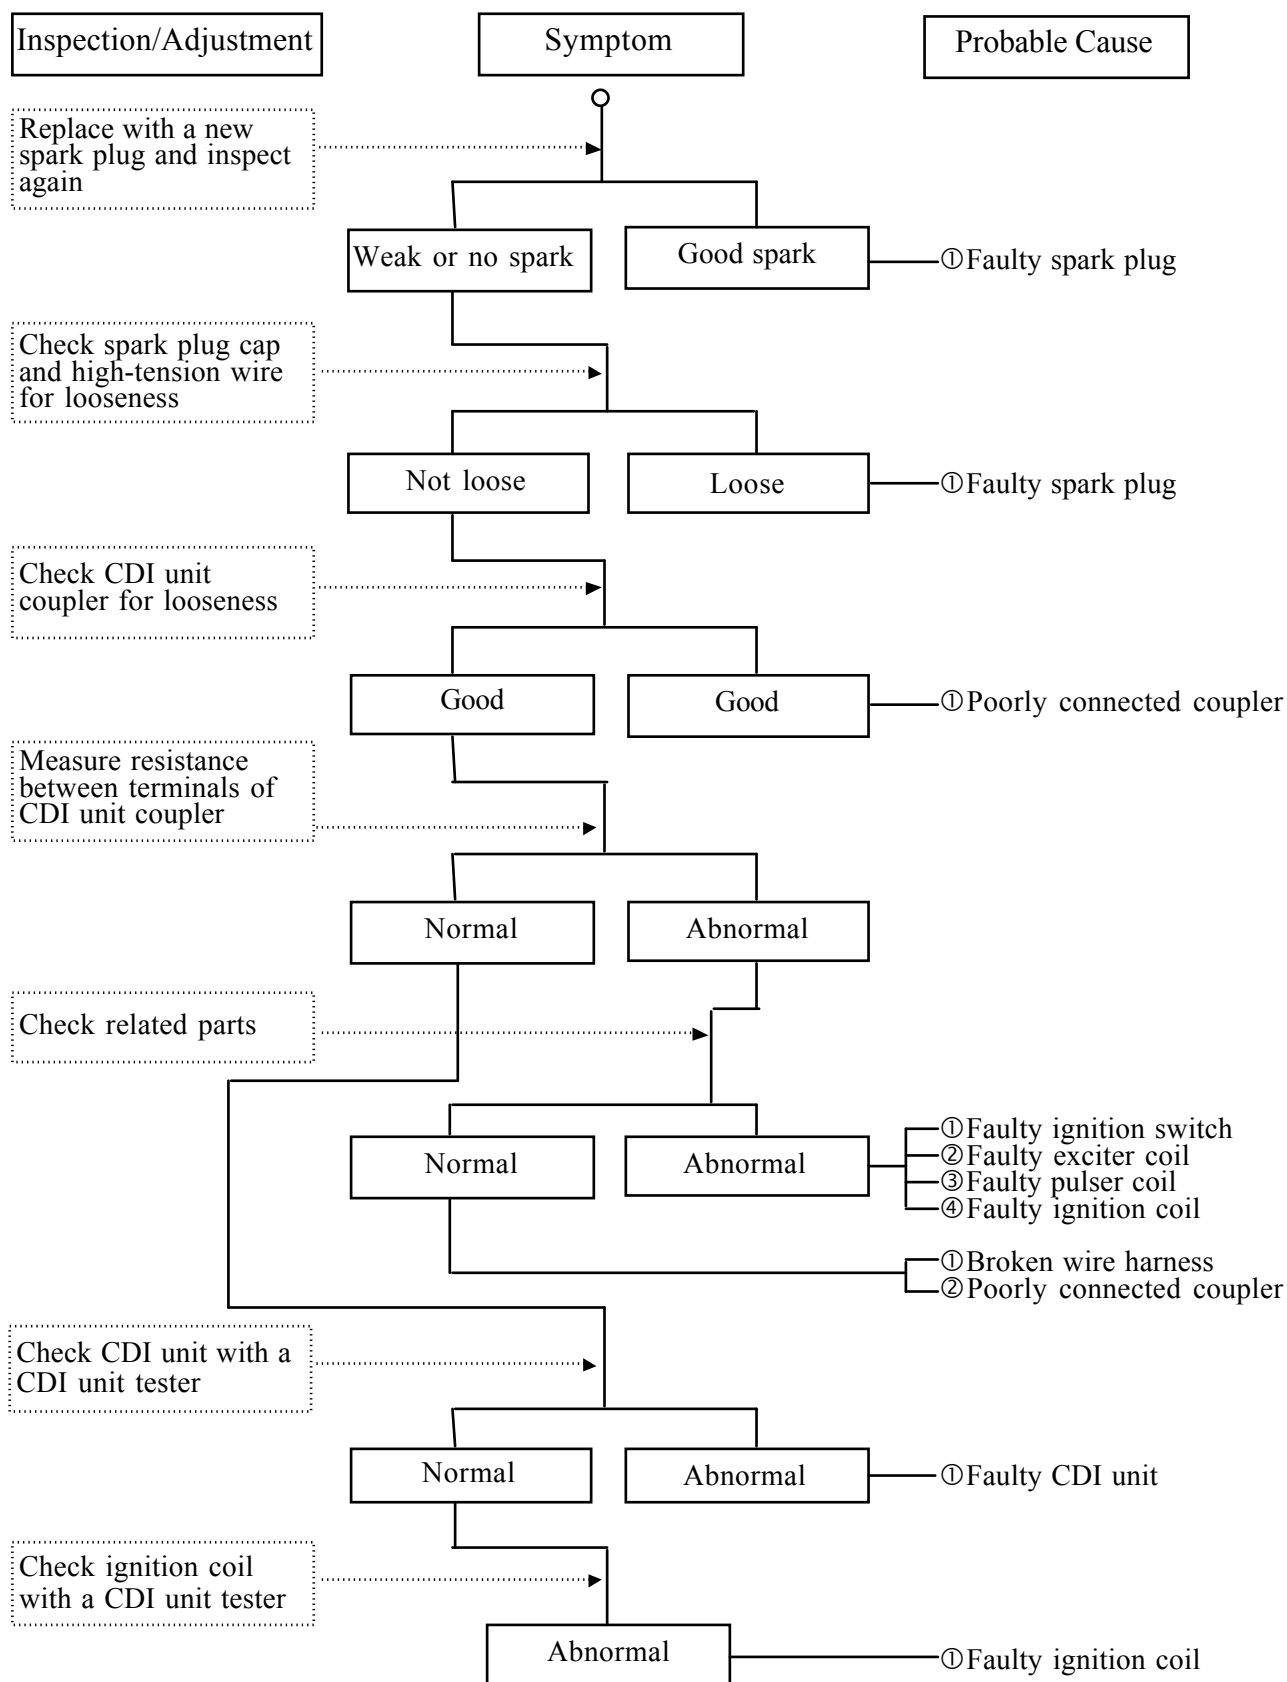 Inspection/Adjustment
Symptom
Probable Cause
Replace with a new
spark plug and inspect
again
Weak or no spark
Good spark
①Faulty spark plug
Check spark plug cap
and high-tension wire
for looseness
Not loose
Loose
①Faulty spark plug
Check CDI unit
coupler for looseness
Good
Good
①Poorly connected coupler
Measure resistance
between terminals of
CDI unit coupler
Normal
Abnormal
Check related parts
Normal
Abnormal
①Faulty ignition switch
②Faulty exciter coil
③Faulty pulser coil
④Faulty ignition coil
①Broken wire harness
②Poorly connected coupler
Check CDI unit with a
CDI unit tester
Normal
Abnormal
①Faulty CDI unit
Check ignition coil
with a CDI unit tester
Abnormal
①Faulty ignition coil